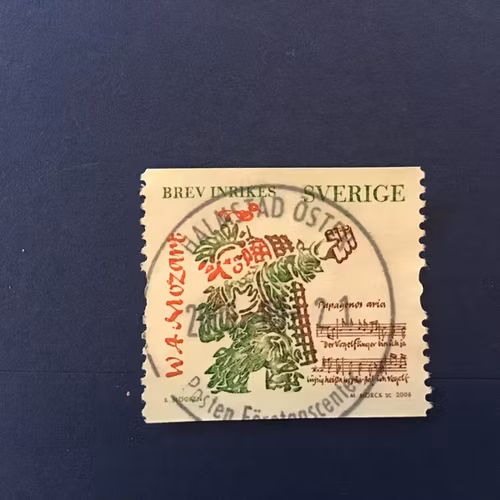 BREV INRIKES SVERIGE
HALMSTAD ÖSTRA
W·A·Mozart
Papagenos aria
Der Vogelfänger bin ich ja
Posten Företagscenter
M. MÖRCK SC. 2006